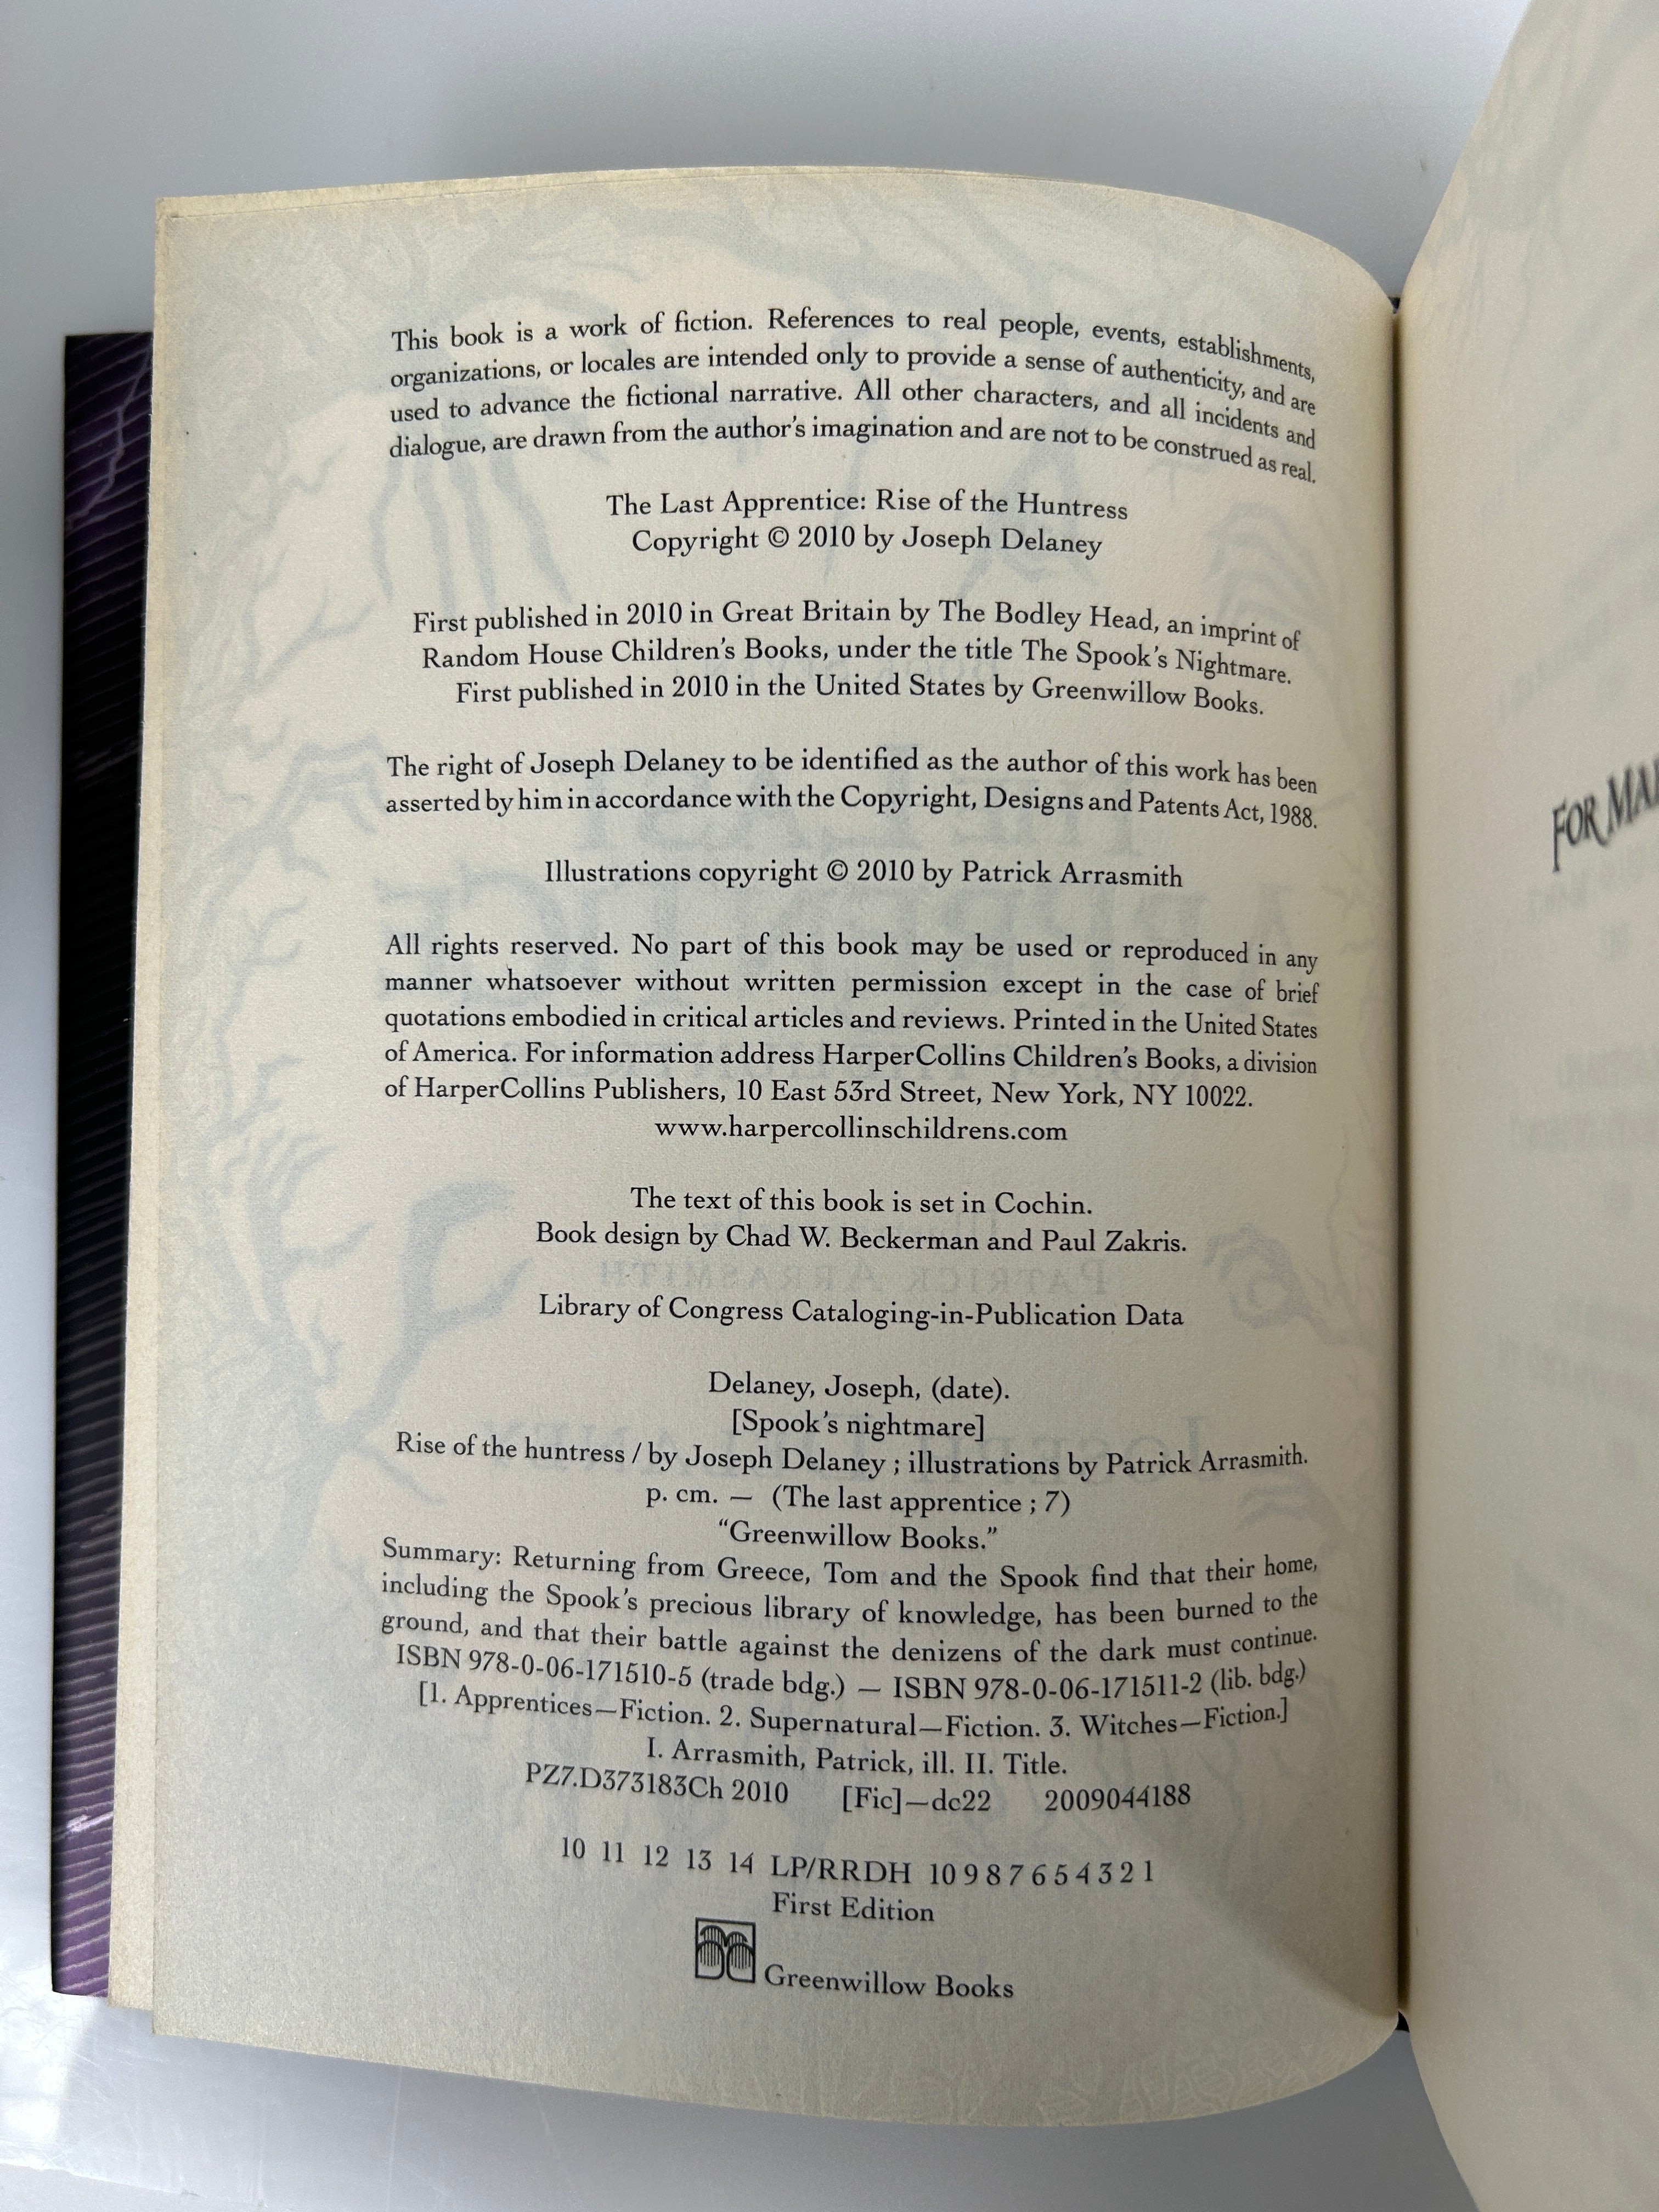 This book is a work of fiction. References to real people, events, establishments,
organizations, or locales are intended only to provide a sense of authenticity, and are
used to advance the fictional narrative. All other characters, and all incidents and
dialogue, are drawn from the author's imagination and are not to be construed as real.
The Last Apprentice: Rise of the Huntress
Copyright © 2010 by Joseph Delaney
First published in 2010 in Great Britain by The Bodley Head, an imprint of
Random House Children's Books, under the title The Spook's Nightmare.
First published in 2010 in the United States by Greenwillow Books.
The right of Joseph Delaney to be identified as the author of this work has been
asserted by him in accordance with the Copyright, Designs and Patents Act, 1988.
Illustrations copyright © 2010 by Patrick Arrasmith
All rights reserved. No part of this book may be used or reproduced in any
manner whatsoever without written permission except in the case of brief
quotations embodied in critical articles and reviews. Printed in the United States
of America. For information address HarperCollins Children's Books, a division
of HarperCollins Publishers, 10 East 53rd Street, New York, NY 10022.
www.harpercollinschildrens.com
The text of this book is set in Cochin.
Book design by Chad W. Beckerman and Paul Zakris.
Library of Congress Cataloging-in-Publication Data
Delaney, Joseph, (date).
[Spook's nightmare]
Rise of the huntress / by Joseph Delaney ; illustrations by Patrick Arrasmith.
p. cm. — (The last apprentice ; 7)
“Greenwillow Books.”
Summary: Returning from Greece, Tom and the Spook find that their home,
including the Spook's precious library of knowledge, has been burned to the
ground, and that their battle against the denizens of the dark must continue.
ISBN 978-0-06-171510-5 (trade bdg.) — ISBN 978-0-06-171511-2 (lib. bdg.)
[1. Apprentices—Fiction. 2. Supernatural—Fiction. 3. Witches—Fiction.]
I. Arrasmith, Patrick, ill. II. Title.
PZ7.D373183Ch 2010 [Fic]—dc22 2009044188
10 11 12 13 14 LP/RRDH 10 9 8 7 6 5 4 3 2 1
First Edition
Greenwillow Books
FOR